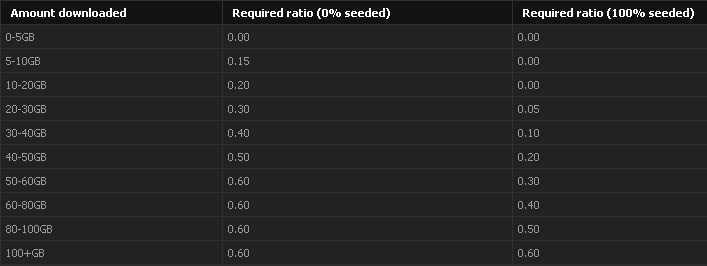 Amount downloaded Required ratio (0% seeded) Required ratio (100% seeded)
0-5GB 0.00 0.00
5-10GB 0.15 0.00
10-20GB 0.20 0.00
20-30GB 0.30 0.05
30-40GB 0.40 0.10
40-50GB 0.50 0.20
50-60GB 0.60 0.30
60-80GB 0.60 0.40
80-100GB 0.60 0.50
100+GB 0.60 0.60